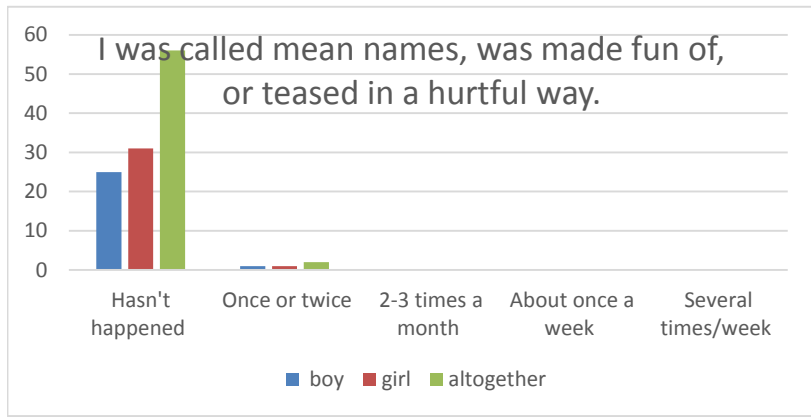 I was called mean names, was made fun of,
or teased in a hurtful way.
60
50
40
30
20
10
0
Hasn't happened
Once or twice
2-3 times a month
About once a week
Several times/week
boy girl altogether